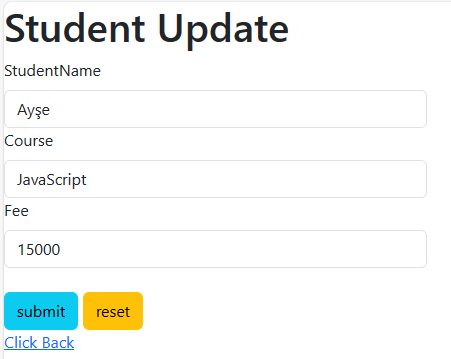 Student Update
StudentName
Ayşe
Course
JavaScript
Fee
15000
submit reset
Click Back